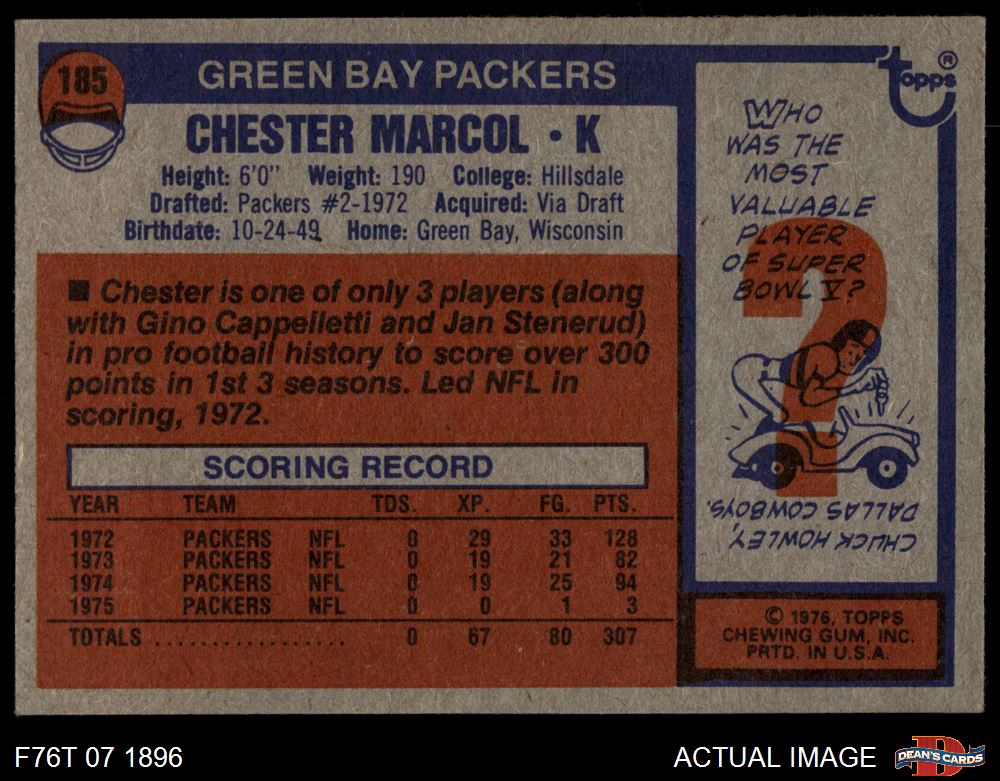 185
GREEN BAY PACKERS
CHESTER MARCOL • K
Height: 6'0" Weight: 190 College: Hillsdale
Drafted: Packers #2-1972 Acquired: Via Draft
Birthdate: 10-24-49 Home: Green Bay, Wisconsin
■ Chester is one of only 3 players (along
with Gino Cappelletti and Jan Stenerud)
in pro football history to score over 300
points in 1st 3 seasons. Led NFL in
scoring, 1972.
SCORING RECORD
YEAR TEAM TDS. XP. FG. PTS.
1972 PACKERS NFL 0 29 33 128
1973 PACKERS NFL 0 19 21 82
1974 PACKERS NFL 0 19 25 94
1975 PACKERS NFL 0 0 1 3
TOTALS .................. 0 67 80 307
topps®
WHO
WAS THE
MOST
VALUABLE
PLAYER
OF SUPER
BOWL V?
?
CHUCK HOWLEY,
DALLAS COWBOYS.
© 1976, TOPPS
CHEWING GUM, INC.
PRTD. IN U.S.A.
F76T 07 1896
ACTUAL IMAGE
D
DEAN'S CARDS